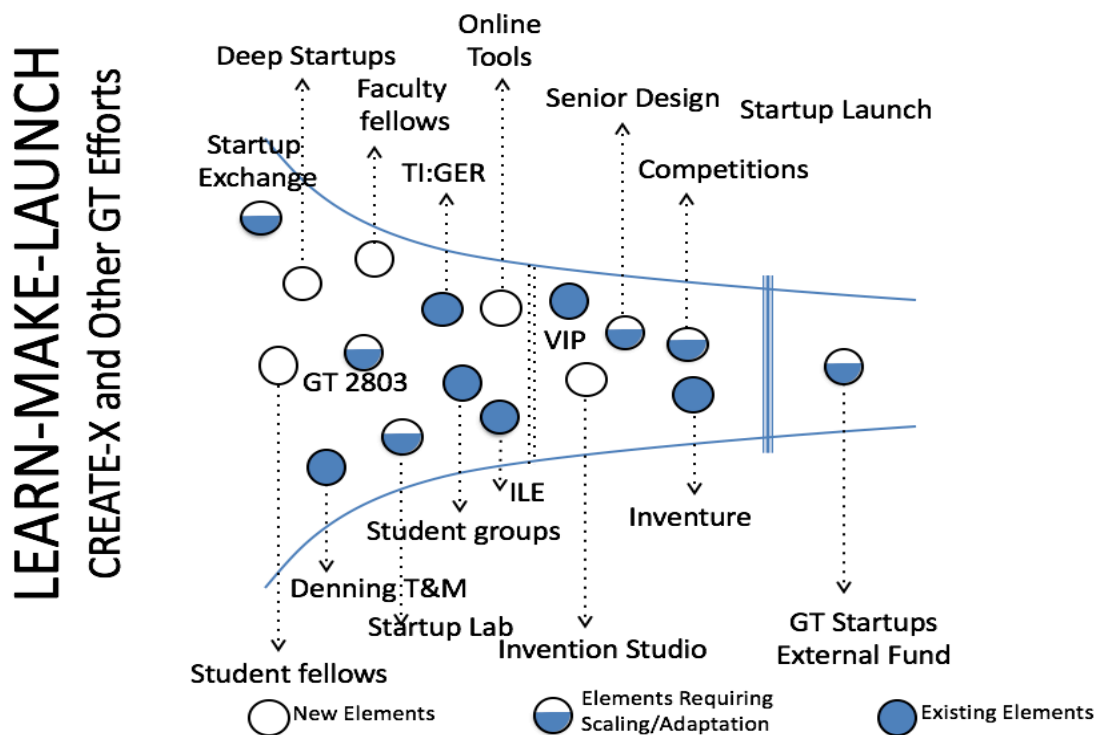 LEARN-MAKE-LAUNCH
CREATE-X and Other GT Efforts
Online
Tools
Deep Startups
Faculty
fellows
Senior Design
Startup Launch
Startup
Exchange
TI:GER
Competitions
VIP
GT 2803
ILE
Student groups
Inventure
Denning T&M
Startup Lab
Invention Studio
GT Startups
External Fund
Student fellows
New Elements
Elements Requiring
Scaling/Adaptation
Existing Elements